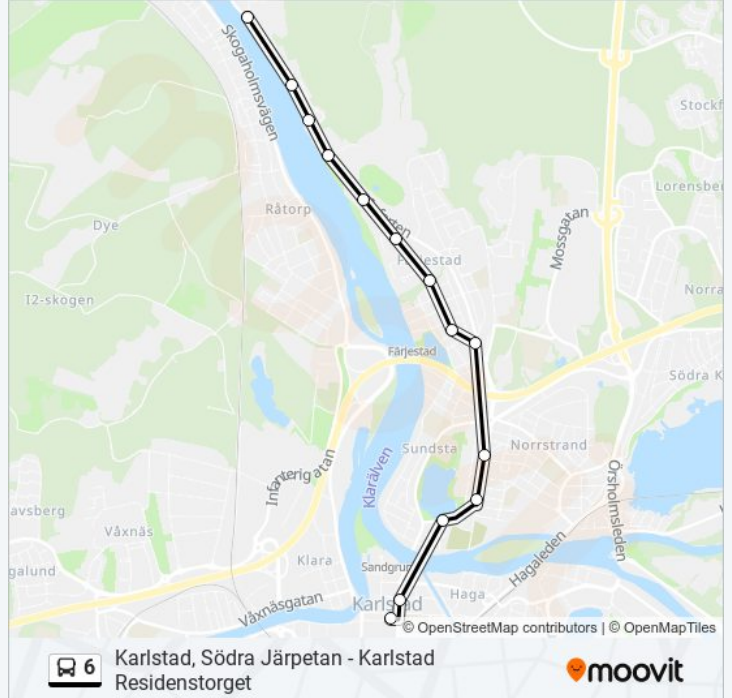 Skogaholmsvägen
Stockf
Lorensber
Råtorp
Mossgatan
Dye
Färjestad
I2-skogen
Norra
Färjestad
Södra K
Sundsta
Norrstrand
Klarälven
Infanterigatan
Örsholmsleden
avsberg
Våxnäs
Klara
galund
Sandgrun
Hagaleden
Haga
Våxnäsgatan
Karlstad
© OpenStreetMap contributors | © OpenMapTiles
6
Karlstad, Södra Järpetan - Karlstad
Residenstorget
moovit